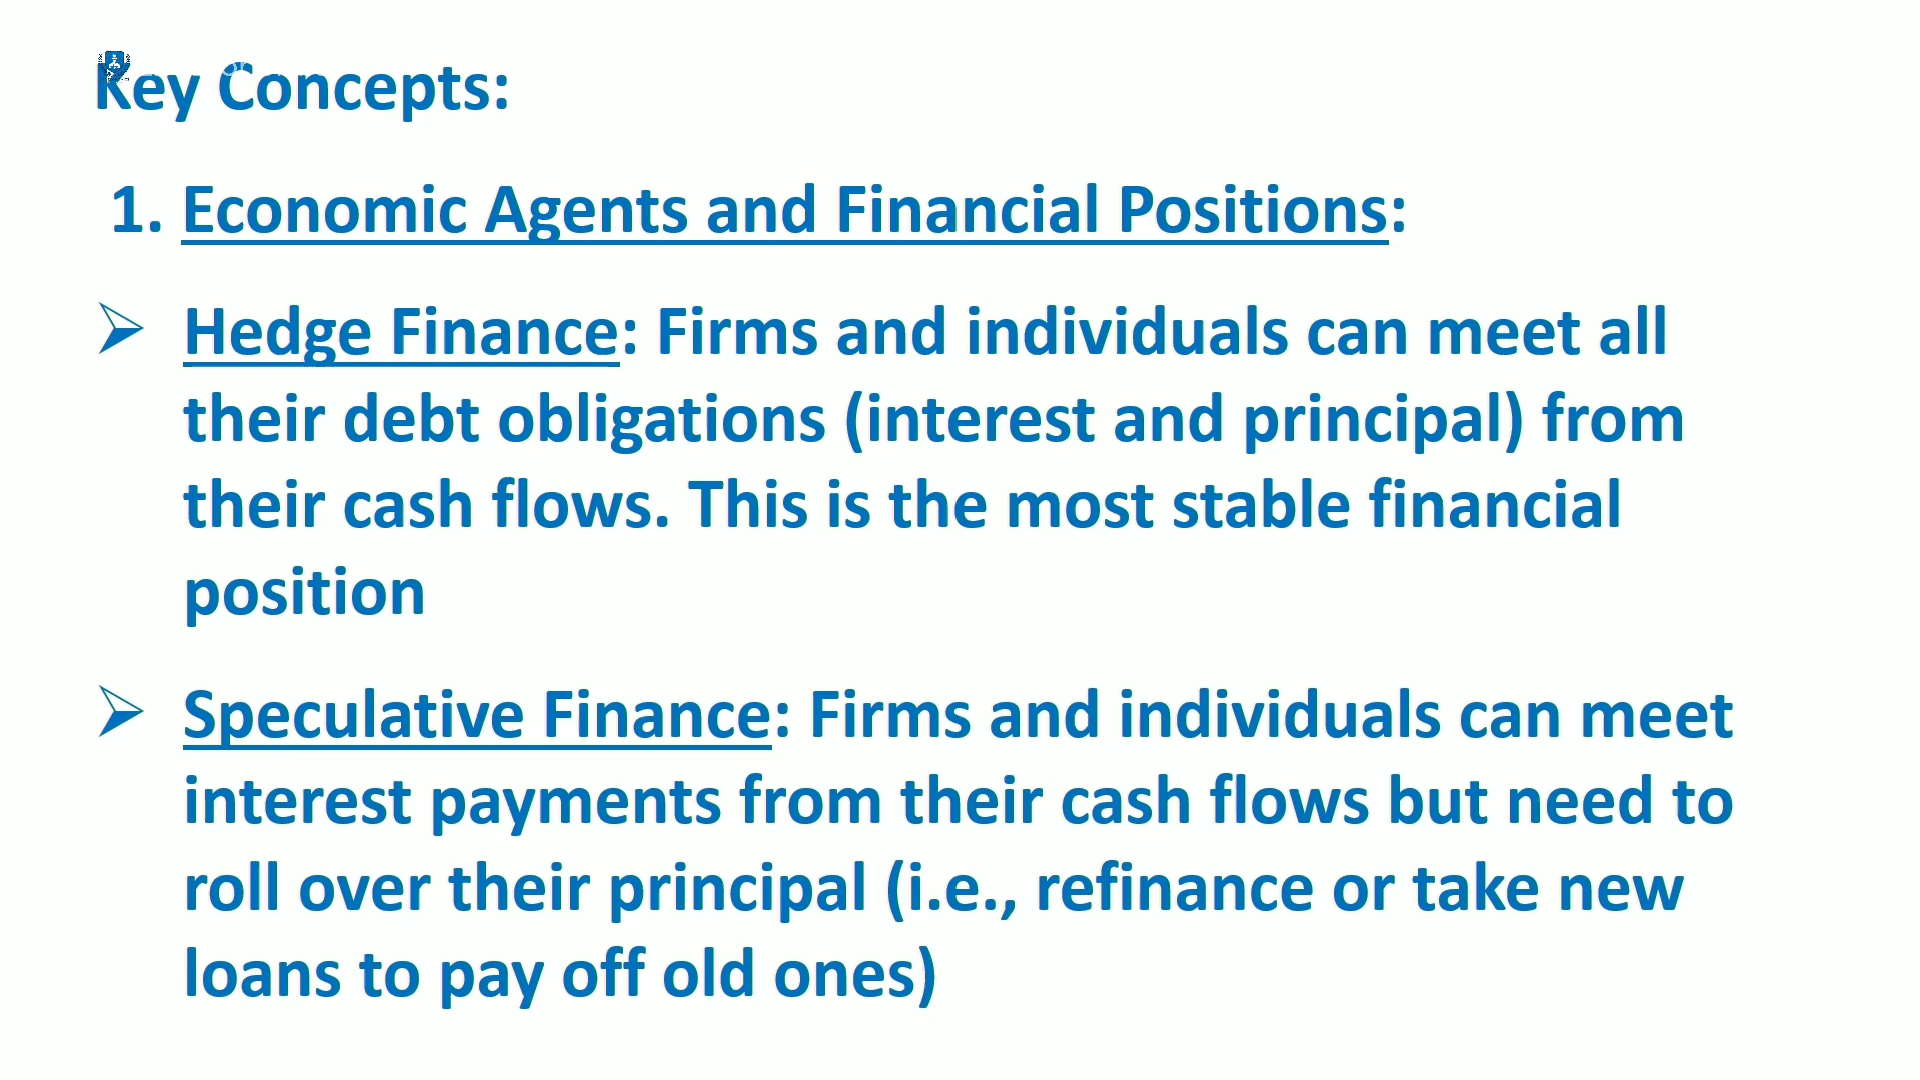 Key Concepts:
1. Economic Agents and Financial Positions:
Hedge Finance: Firms and individuals can meet all
their debt obligations (interest and principal) from
their cash flows. This is the most stable financial
position
Speculative Finance: Firms and individuals can meet
interest payments from their cash flows but need to
roll over their principal (i.e., refinance or take new
loans to pay off old ones)